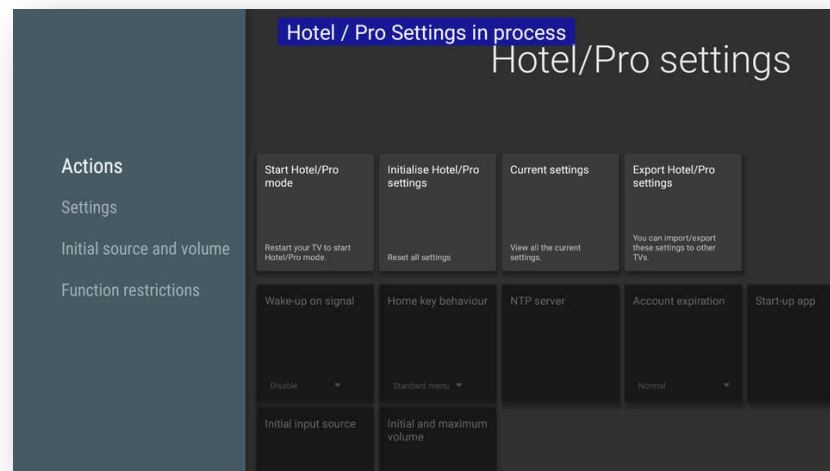 Hotel / Pro Settings in process
Hotel/Pro settings
Actions
Settings
Initial source and volume
Function restrictions
Start Hotel/Pro
mode
Restart your TV to start
Hotel/Pro mode.
Initialise Hotel/Pro
settings
Reset all settings
Current settings
View all the current
settings.
Export Hotel/Pro
settings
You can import/export
these settings to other
TVs.
Wake-up on signal
Disable
Home key behaviour
Standard menu
NTP server
Account expiration
Normal
Start-up app
Initial input source
Initial and maximum
volume